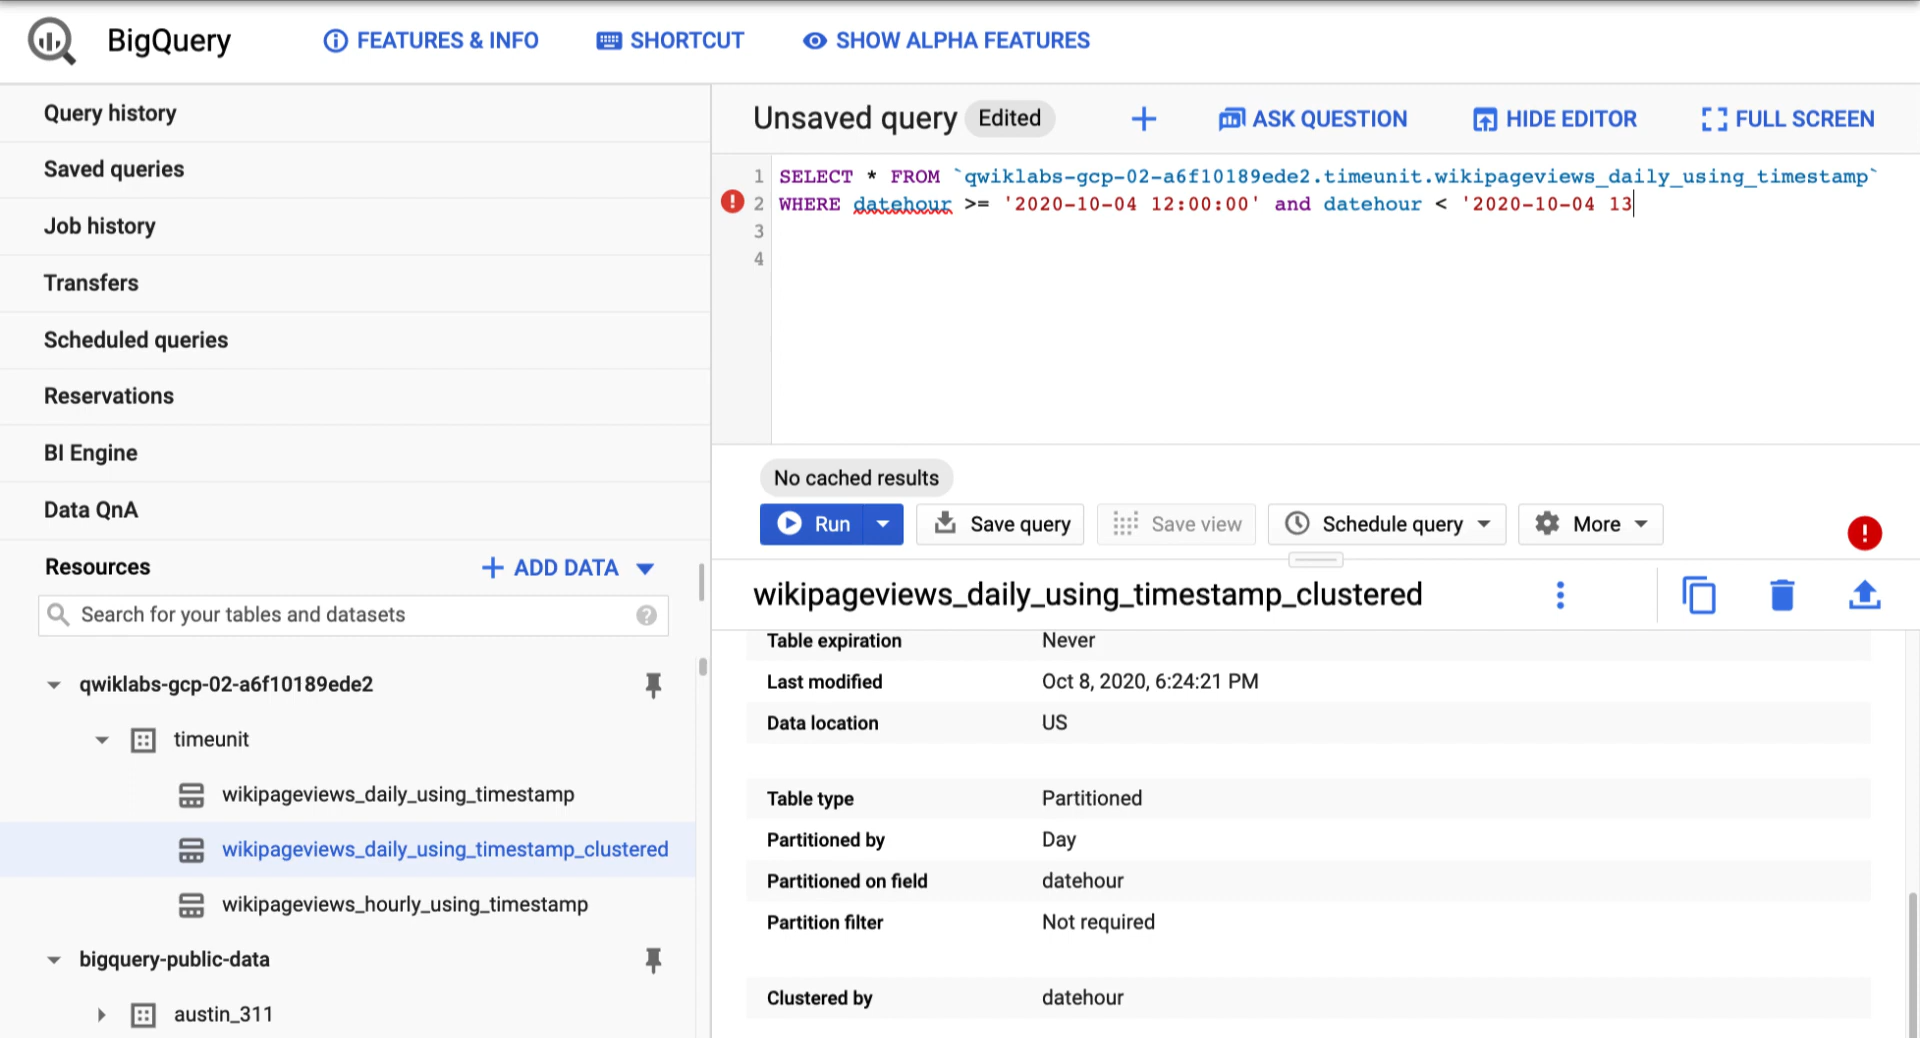 BigQuery
FEATURES & INFO
SHORTCUT
SHOW ALPHA FEATURES
Query history
Saved queries
Job history
Transfers
Scheduled queries
Reservations
BI Engine
Data QnA
Resources
ADD DATA
Search for your tables and datasets
qwiklabs-gcp-02-a6f10189ede2
timeunit
wikipageviews_daily_using_timestamp
wikipageviews_daily_using_timestamp_clustered
wikipageviews_hourly_using_timestamp
bigquery-public-data
austin_311
Unsaved query Edited
ASK QUESTION
HIDE EDITOR
FULL SCREEN
1 SELECT * FROM `qwiklabs-gcp-02-a6f10189ede2.timeunit.wikipageviews_daily_using_timestamp`
2 WHERE datehour >= '2020-10-04 12:00:00' and datehour < '2020-10-04 13
3
4
No cached results
Run
Save query
Save view
Schedule query
More
wikipageviews_daily_using_timestamp_clustered
Table expiration Never
Last modified Oct 8, 2020, 6:24:21 PM
Data location US
Table type Partitioned
Partitioned by Day
Partitioned on field datehour
Partition filter Not required
Clustered by datehour